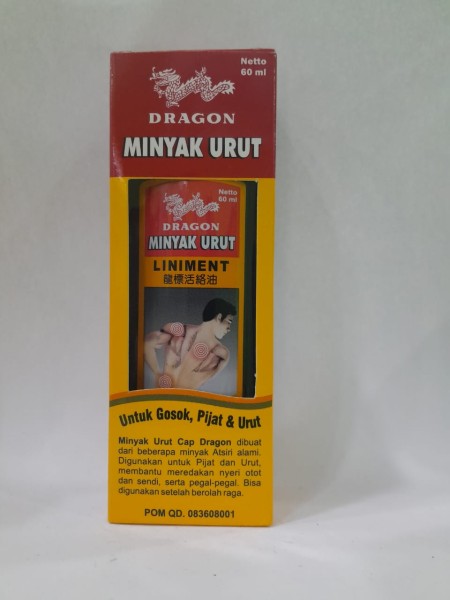 Netto
60 ml
DRAGON
MINYAK URUT
Netto
60 ml
DRAGON
MINYAK URUT
LINIMENT
龍標活絡油
Untuk Gosok, Pijat & Urut
Minyak Urut Cap Dragon dibuat
dari beberapa minyak Atsiri alami.
Digunakan untuk Pijat dan Urut,
membantu meredakan nyeri otot
dan sendi, serta pegal-pegal. Bisa
digunakan setelah berolah raga.
POM QD. 083608001